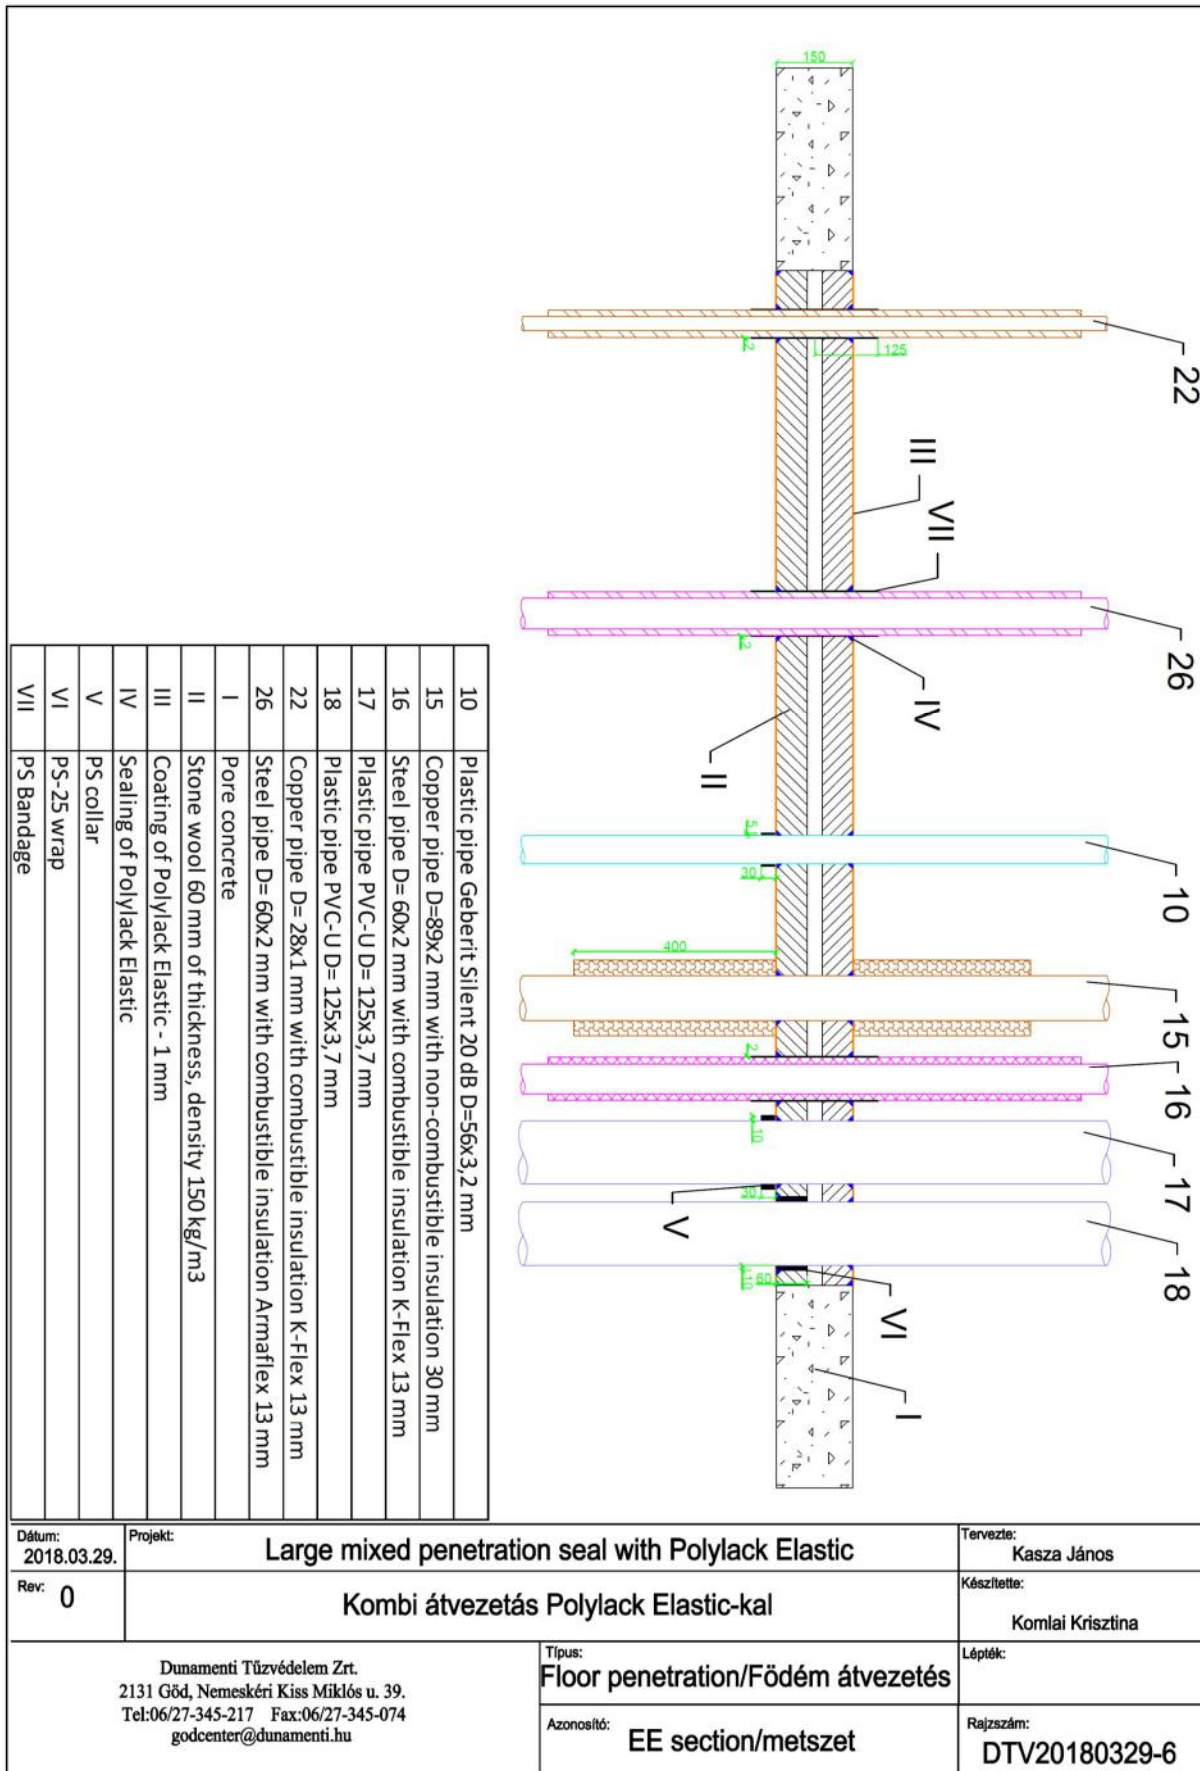 150
22
2
125
III
VII
26
2
IV
II
5
10
30
400
15
2
16
10
17
30
V
18
60
10
VI
I
10 Plastic pipe Geberit Silent 20 dB D=56x3,2 mm
15 Copper pipe D=89x2 mm with non-combustible insulation 30 mm
16 Steel pipe D= 60x2 mm with combustible insulation K-Flex 13 mm
17 Plastic pipe PVC-U D= 125x3,7 mm
18 Plastic pipe PVC-U D= 125x3,7 mm
22 Copper pipe D= 28x1 mm with combustible insulation K-Flex 13 mm
26 Steel pipe D= 60x2 mm with combustible insulation Armaflex 13 mm
I Pore concrete
II Stone wool 60 mm of thickness, density 150 kg/m3
III Coating of Polylack Elastic - 1 mm
IV Sealing of Polylack Elastic
V PS collar
VI PS-25 wrap
VII PS Bandage
Dátum:
2018.03.29.
Projekt:
Large mixed penetration seal with Polylack Elastic
Tervezte:
Kasza János
Rev: 0
Kombi átvezetás Polylack Elastic-kal
Készítette:
Komlai Krisztina
Dunamenti Tűzvédelem Zrt.
2131 Göd, Nemeskéri Kiss Miklós u. 39.
Tel:06/27-345-217 Fax:06/27-345-074
godcenter@dunamenti.hu
Típus:
Floor penetration/Födém átvezetés
Lépték:
Azonosító:
EE section/metszet
Rajzszám:
DTV20180329-6